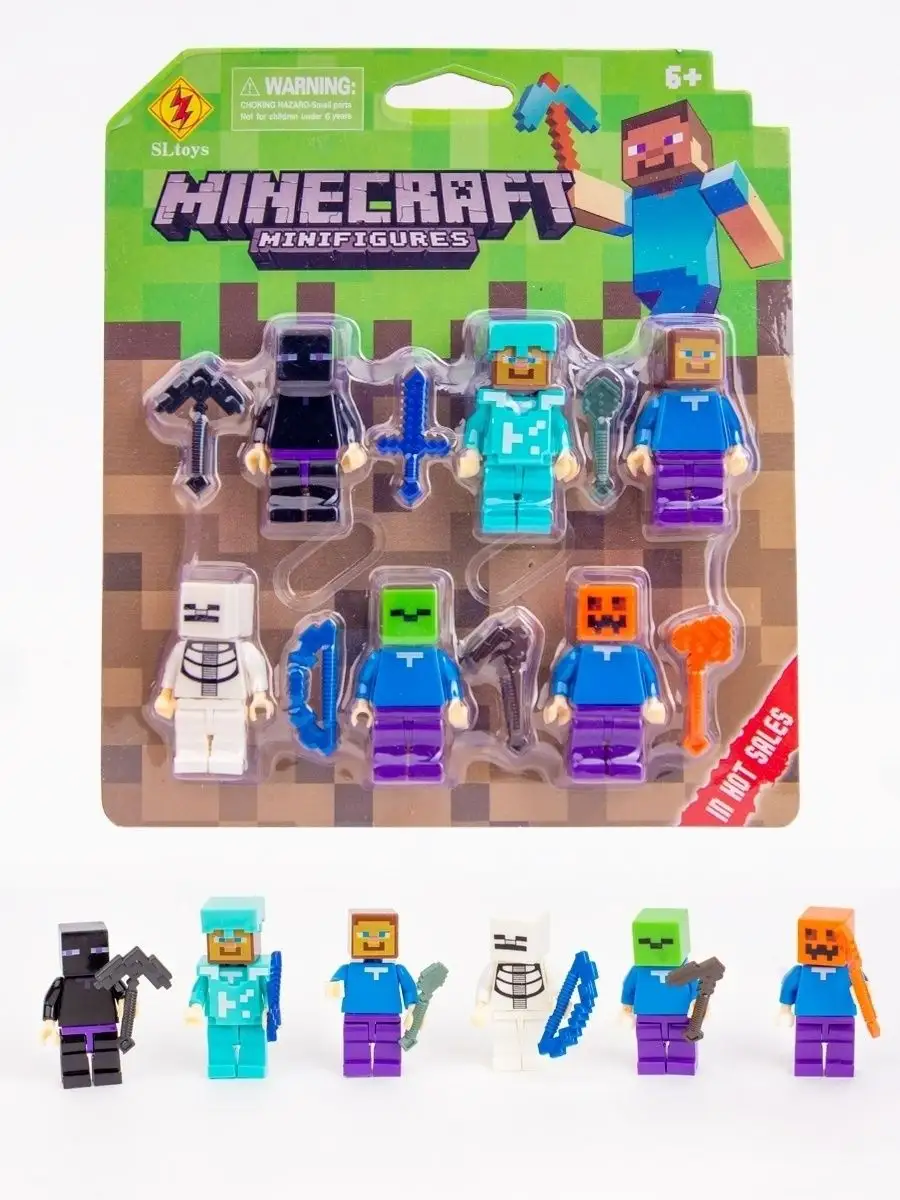 6+
WARNING:
CHOKING HAZARD-Small parts
Not for children under 6 years
SLtoys
MINECRAFT
MINIFIGURES
IN HOT SALES